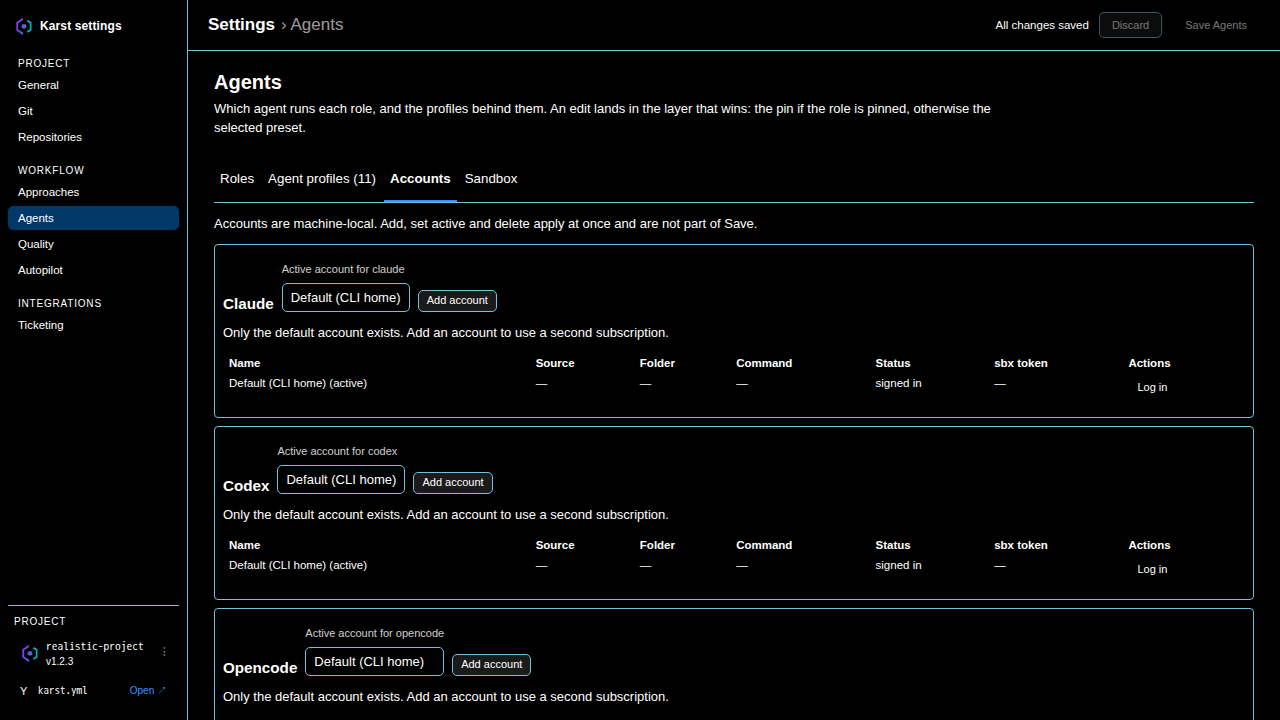 Karst settings
PROJECT
General
Git
Repositories
WORKFLOW
Approaches
Agents
Quality
Autopilot
INTEGRATIONS
Ticketing
PROJECT
realistic-project
v1.2.3
Y karst.yml Open ↗
Settings › Agents
All changes saved Discard Save Agents
Agents
Which agent runs each role, and the profiles behind them. An edit lands in the layer that wins: the pin if the role is pinned, otherwise the
selected preset.
Roles Agent profiles (11) Accounts Sandbox
Accounts are machine-local. Add, set active and delete apply at once and are not part of Save.
Active account for claude
Claude Default (CLI home) Add account
Only the default account exists. Add an account to use a second subscription.
Name Source Folder Command Status sbx token Actions
Default (CLI home) (active) — — — signed in — Log in
Active account for codex
Codex Default (CLI home) Add account
Only the default account exists. Add an account to use a second subscription.
Name Source Folder Command Status sbx token Actions
Default (CLI home) (active) — — — signed in — Log in
Active account for opencode
Opencode Default (CLI home) Add account
Only the default account exists. Add an account to use a second subscription.